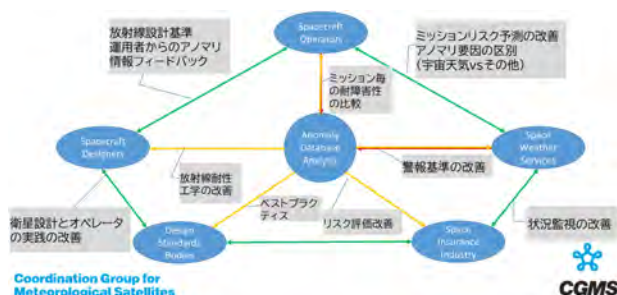 放射線設計基準
運用者からのアノマリ
情報フィードバック
Spacecraft
Operators
ミッションリスク予測の改善
アノマリ要因の区別
(宇宙天気vsその他)
ミッション毎
の耐障害性
の比較
Spacecraft
Designers
Anomaly
Database
Analysis
Space
Weather
Services
放射線耐性
工学の改善
警報基準の改善
衛星設計とオペレータ
の実践の改善
ベストプラク
ティス
リスク評価改善
状況監視の改善
Design
Standards
Bodies
Space
Insurance
Industry
Coordination Group for
Meteorological Satellites
CGMS